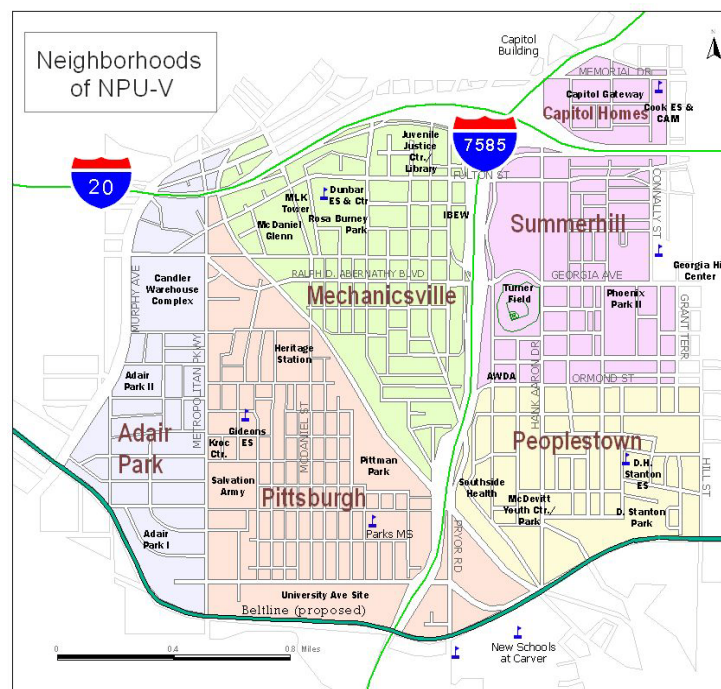 Neighborhoods
of NPU-V
Capitol
Building
MEMORIAL DR
Capitol Gateway
Cook ES &
CAM
Capitol Homes
20
7585
Juvenile
Justice
Ctr./
Library
FULTON ST
CONNALLY ST
MLK
Tower
Dunbar
ES & Ctr
McDaniel
Glenn
Rosa Burney
Park
IBEW
Summerhill
MURPHY AVE
Candler
Warehouse
Complex
RALPH D. ABERNATHY BLVD
GEORGIA AVE
Georgia Hi
Center
Mechanicsville
Turner
Field
Phoenix
Park II
GRANT TERR
Heritage
Station
METROPOLITAN PKWY
Adair
Park II
AWDA
HANK AARON DR
ORMOND ST
MCDANIEL ST
Gideons
ES
Kroc
Ctr.
Adair
Park
Peoplestown
HILL ST
Pittman
Park
Salvation
Army
Pittsburgh
Southside
Health
D.H.
Stanton
ES
McDevitt
Youth Ctr./
Park
D. Stanton
Park
Adair
Park I
Parks MS
PRYOR RD
University Ave Site
Beltline (proposed)
New Schools
at Carver
0
0.4
0.8 Miles